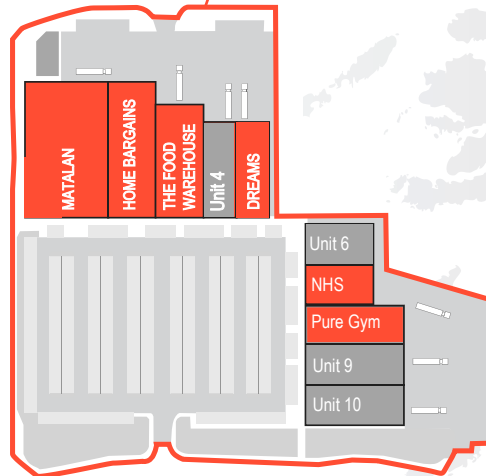 MATALAN
HOME BARGAINS
THE FOOD
WAREHOUSE
Unit 4
DREAMS
Unit 6
NHS
Pure Gym
Unit 9
Unit 10